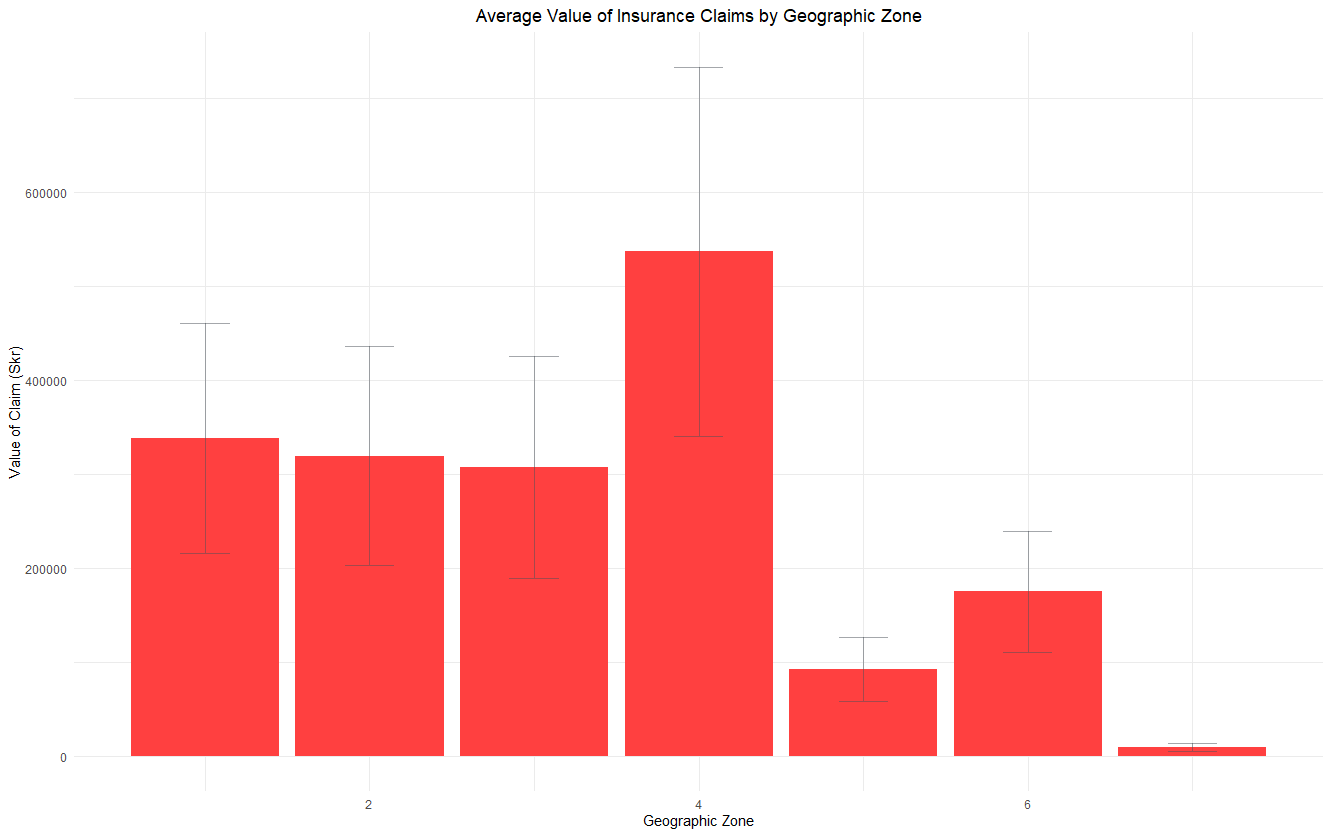 Average Value of Insurance Claims by Geographic Zone
Value of Claim (Skr)
600000
400000
200000
0
2
4
6
Geographic Zone